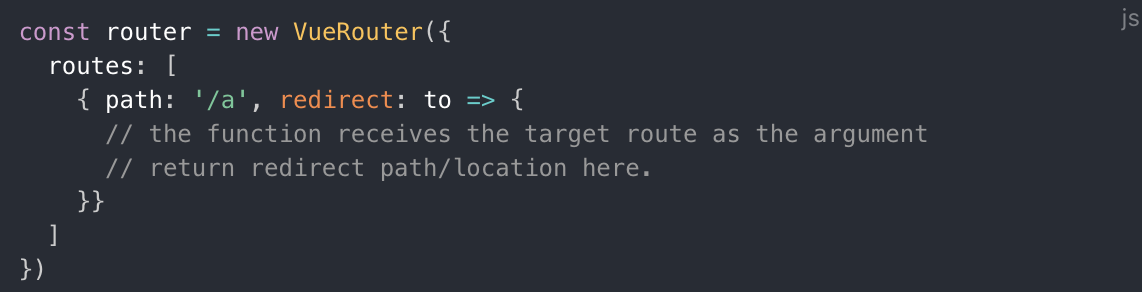 js
const router = new VueRouter({
  routes: [
    { path: '/a', redirect: to => {
      // the function receives the target route as the argument
      // return redirect path/location here.
    }}
  ]
})